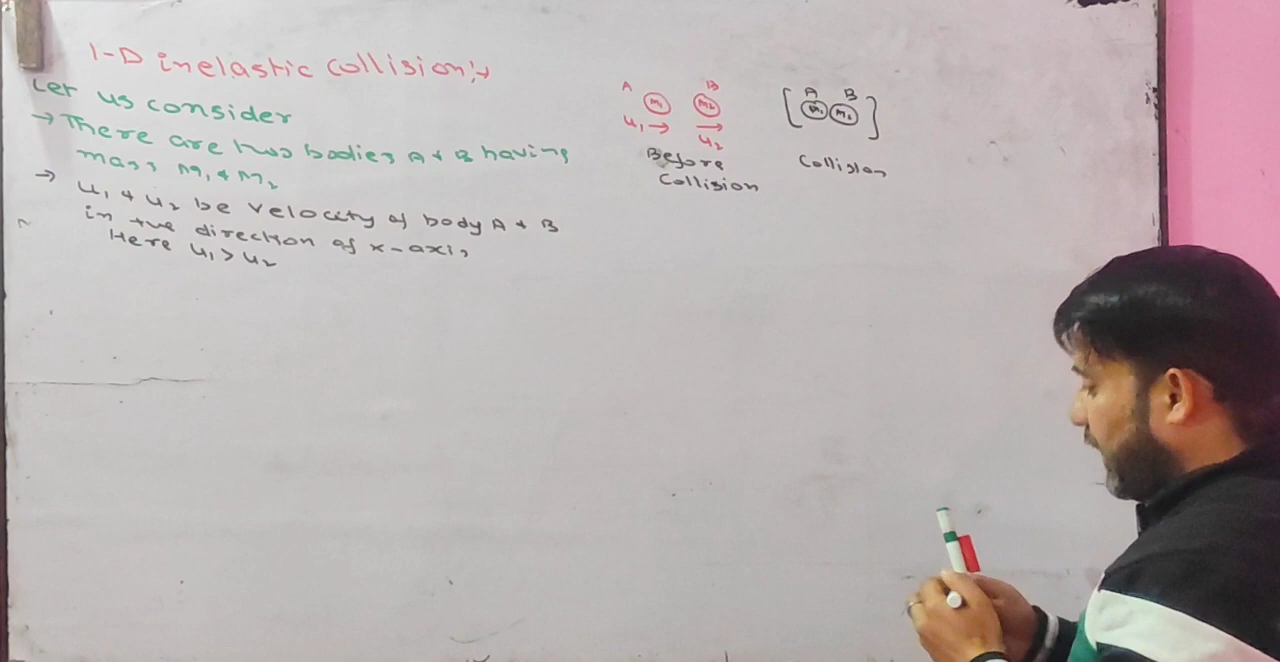 1-D inelastic collision:→
Let us consider
→ There are two bodies A & B having
mass m₁ & m₂
→ u₁ & u₂ be velocity of body A & B
in the direction of x-axis
Here u₁ > u₂
A B
m₁ m₂
u₁ → →
u₂
Before
Collision
[ A B ]
m₁ m₂
Collision